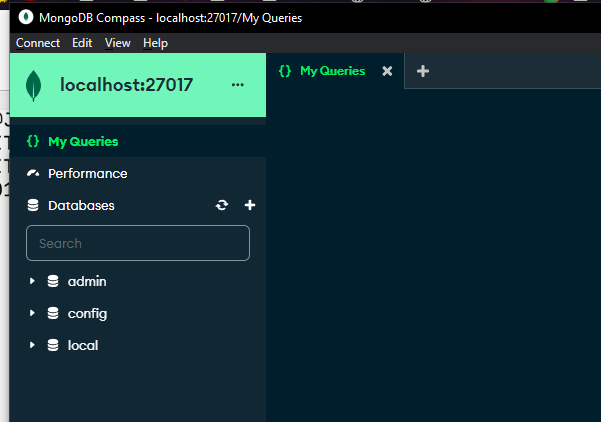 MongoDB Compass - localhost:27017/My Queries
Connect Edit View Help
localhost:27017 ...
{} My Queries
{} My Queries
Performance
Databases
Search
admin
config
local